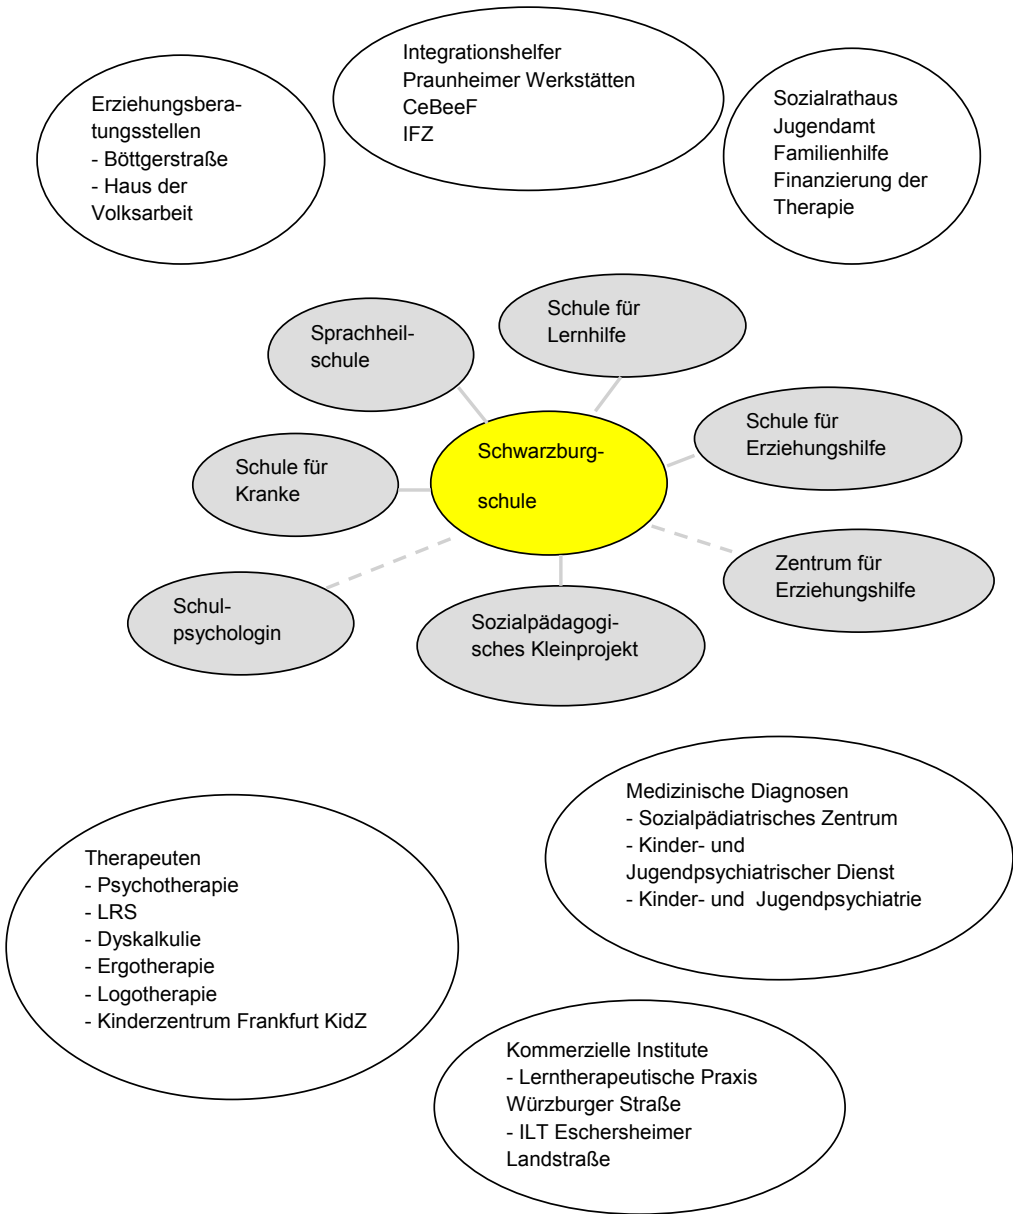 Integrationshelfer
Praunheimer Werkstätten
CeBeeF
IFZ
Erziehungsbera-
tungsstellen
- Böttgerstraße
- Haus der
Volksarbeit
Sozialrathaus
Jugendamt
Familienhilfe
Finanzierung der
Therapie
Sprachheil-
schule
Schule für
Lernhilfe
Schule für
Kranke
Schwarzburg-
schule
Schule für
Erziehungshilfe
Schul-
psychologin
Sozialpädagogi-
sches Kleinprojekt
Zentrum für
Erziehungshilfe
Therapeuten
- Psychotherapie
- LRS
- Dyskalkulie
- Ergotherapie
- Logotherapie
- Kinderzentrum Frankfurt KidZ
Medizinische Diagnosen
- Sozialpädiatrisches Zentrum
- Kinder- und
Jugendpsychiatrischer Dienst
- Kinder- und  Jugendpsychiatrie
Kommerzielle Institute
- Lerntherapeutische Praxis
Würzburger Straße
- ILT Eschersheimer
Landstraße